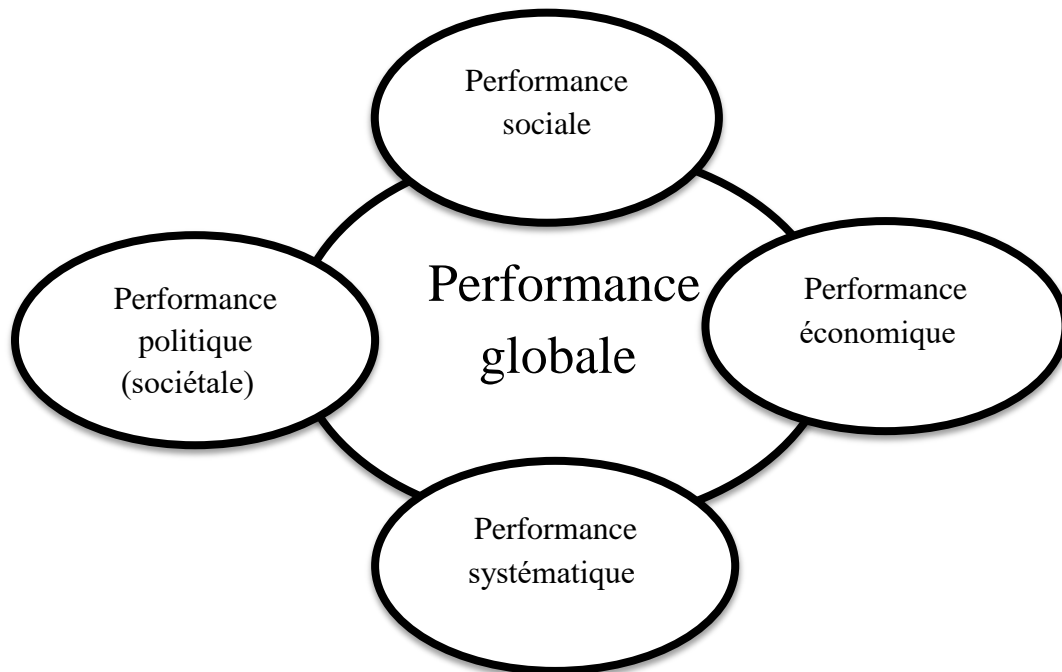 Performance
sociale
Performance
globale
Performance
politique
(sociétale)
Performance
économique
Performance
systématique